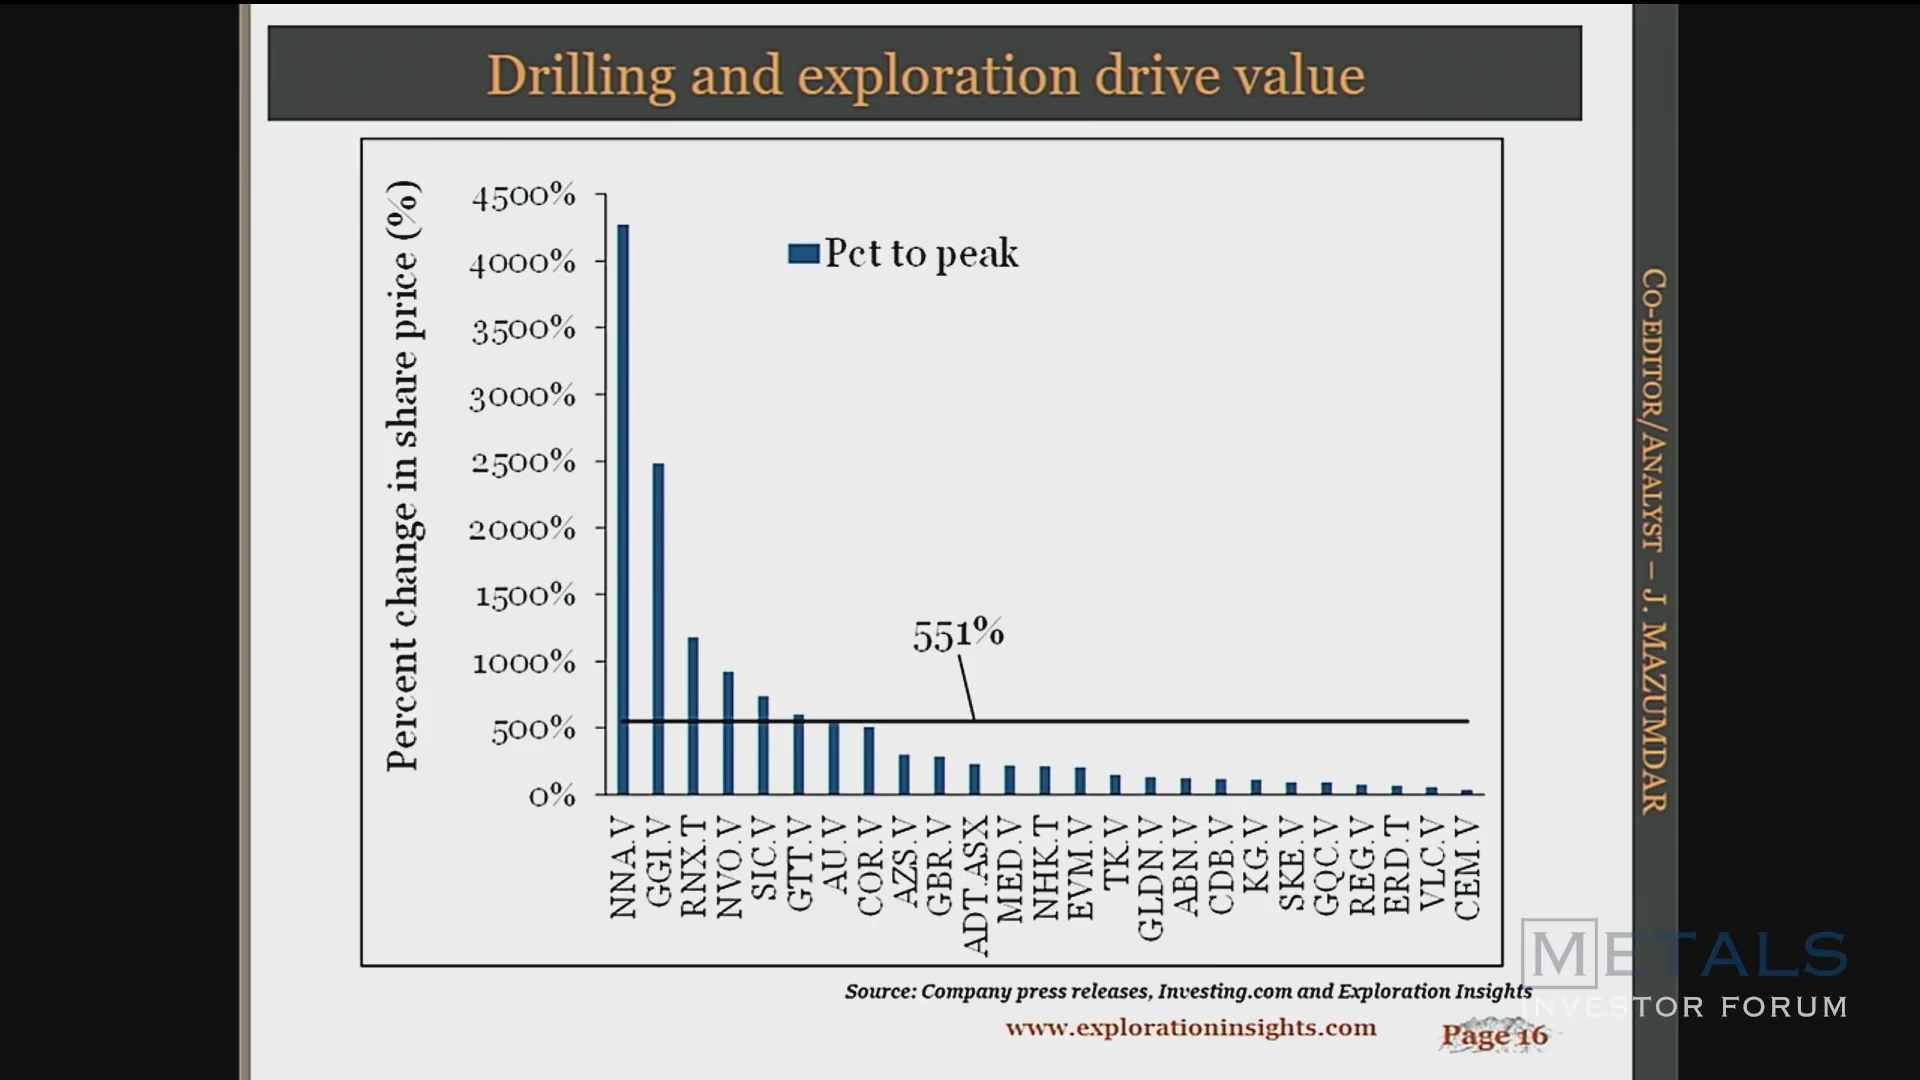 Drilling and exploration drive value
Percent change in share price (%)
4500%
4000%
3500%
3000%
2500%
2000%
1500%
1000%
500%
0%
Pct to peak
551%
NNA.V
GGI.V
RNX.T
NVO.V
SIC.V
GTT.V
AU.V
COR.V
AZS.V
GBR.V
ADT.ASX
MED.V
NHK.T
EVM.V
TK.V
GLDN.V
ABN.V
CDB.V
KG.V
SKE.V
GQC.V
REG.V
ERD.T
VLC.V
CEM.V
Source: Company press releases, Investing.com and Exploration Insights
www.explorationinsights.com
Page 16
CO-EDITOR/ANALYST – J. MAZUMDAR
METALS
INVESTOR FORUM